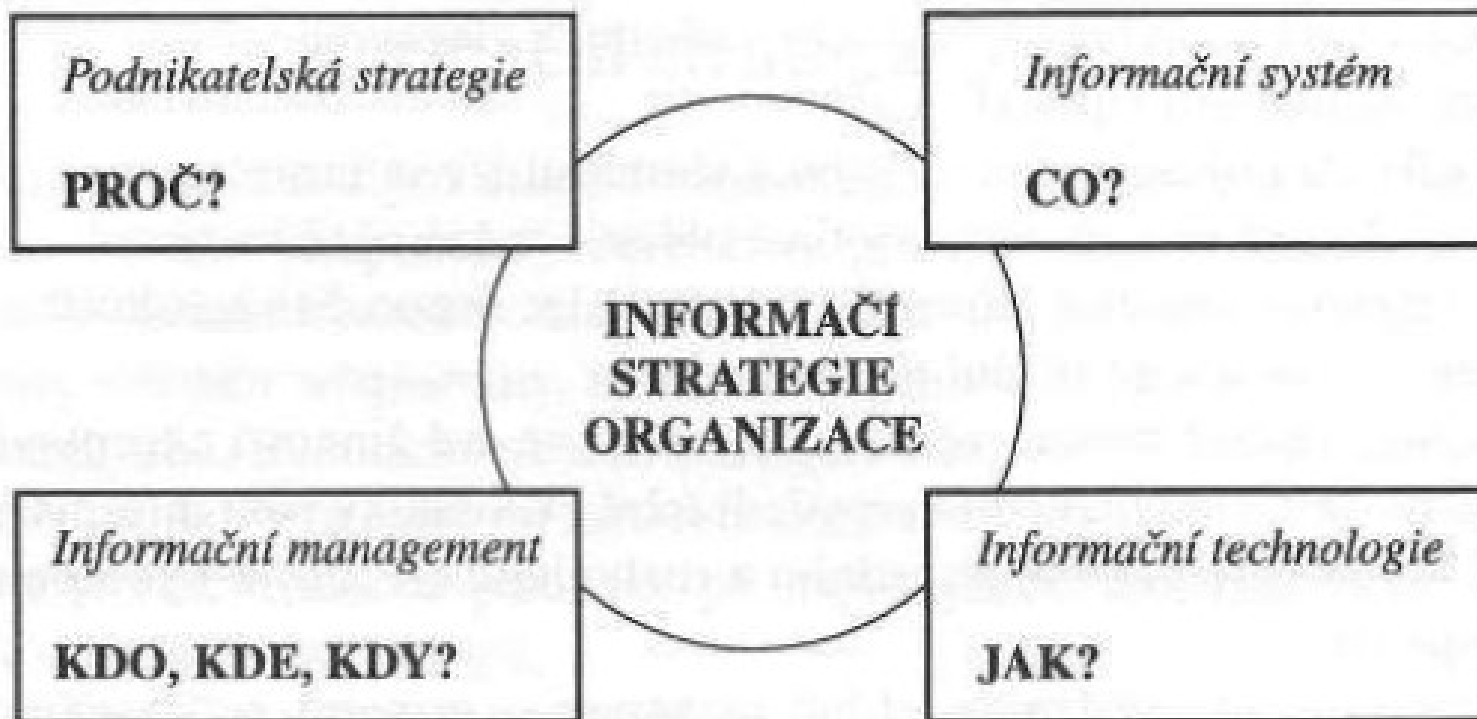 Podnikatelská strategie
PROČ?
Informační systém
CO?
INFORMAČÍ
STRATEGIE
ORGANIZACE
Informační management
KDO, KDE, KDY?
Informační technologie
JAK?